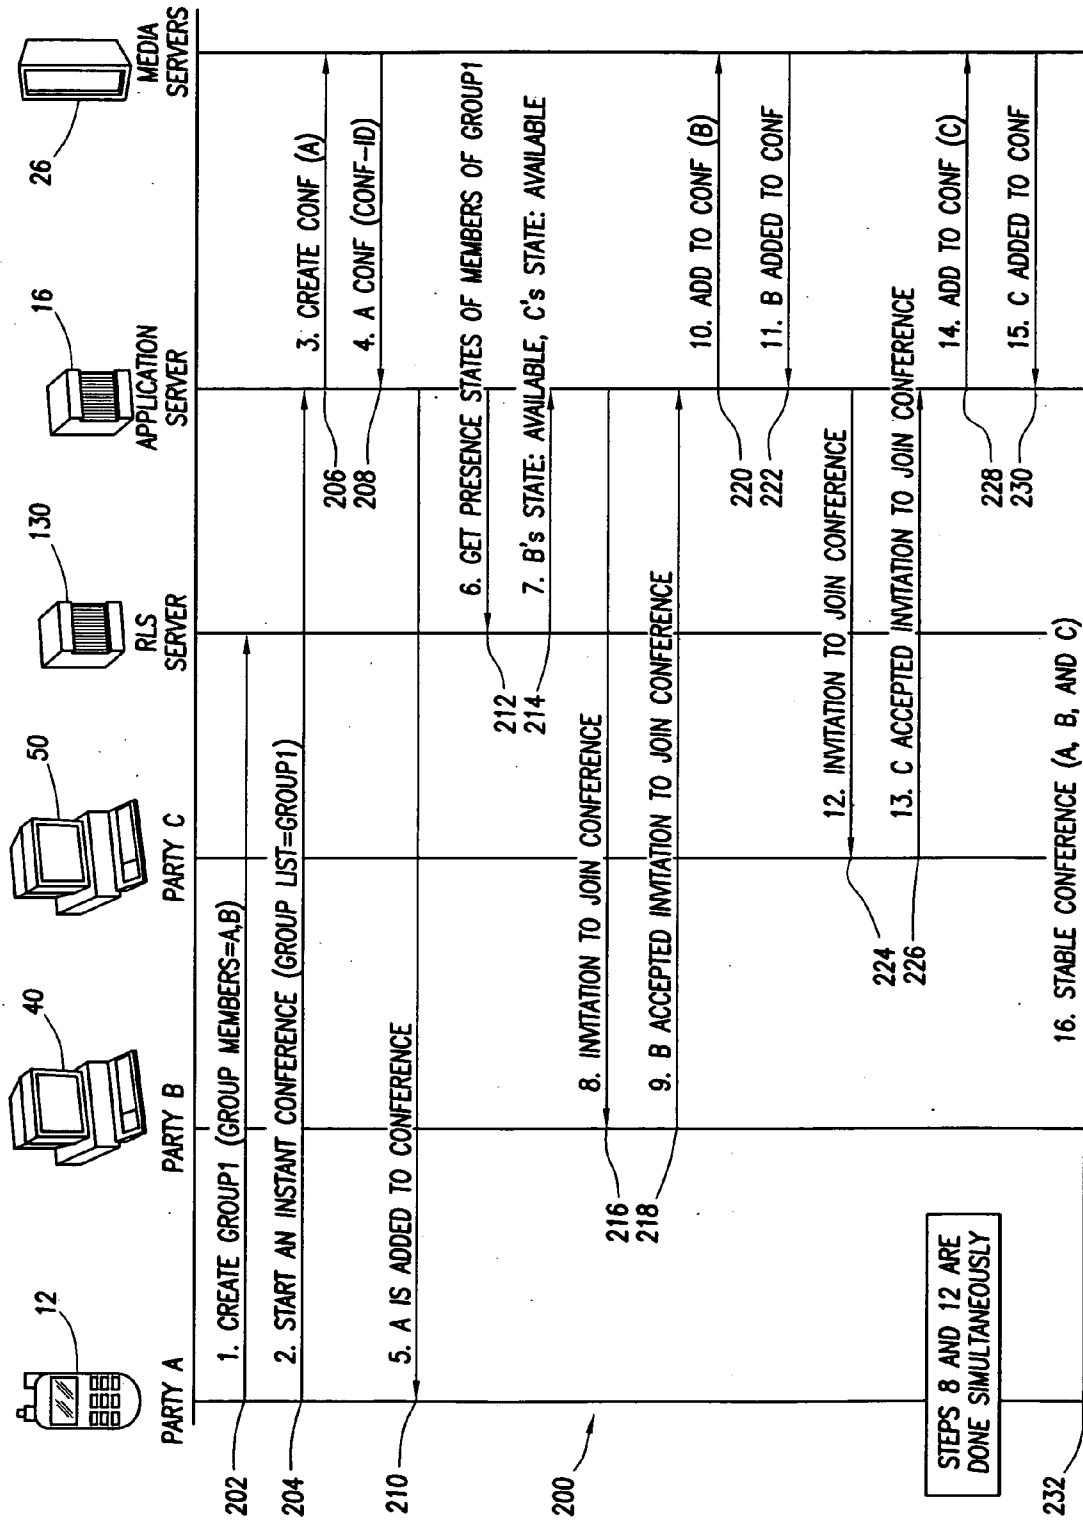 12
40
50
130
16
26
PARTY A
PARTY B
PARTY C
RLS
SERVER
APPLICATION
SERVER
MEDIA
SERVERS
202
1. CREATE GROUP1 (GROUP MEMBERS=A,B)
204
2. START AN INSTANT CONFERENCE (GROUP LIST=GROUP1)
206
3. CREATE CONF (A)
208
4. A CONF (CONF-ID)
210
5. A IS ADDED TO CONFERENCE
212
6. GET PRESENCE STATES OF MEMBERS OF GROUP1
214
7. B's STATE: AVAILABLE, C's STATE: AVAILABLE
200
216
8. INVITATION TO JOIN CONFERENCE
218
9. B ACCEPTED INVITATION TO JOIN CONFERENCE
220
10. ADD TO CONF (B)
222
11. B ADDED TO CONF
224
12. INVITATION TO JOIN CONFERENCE
226
13. C ACCEPTED INVITATION TO JOIN CONFERENCE
228
14. ADD TO CONF (C)
230
15. C ADDED TO CONF
STEPS 8 AND 12 ARE
DONE SIMULTANEOUSLY
232
16. STABLE CONFERENCE (A, B, AND C)